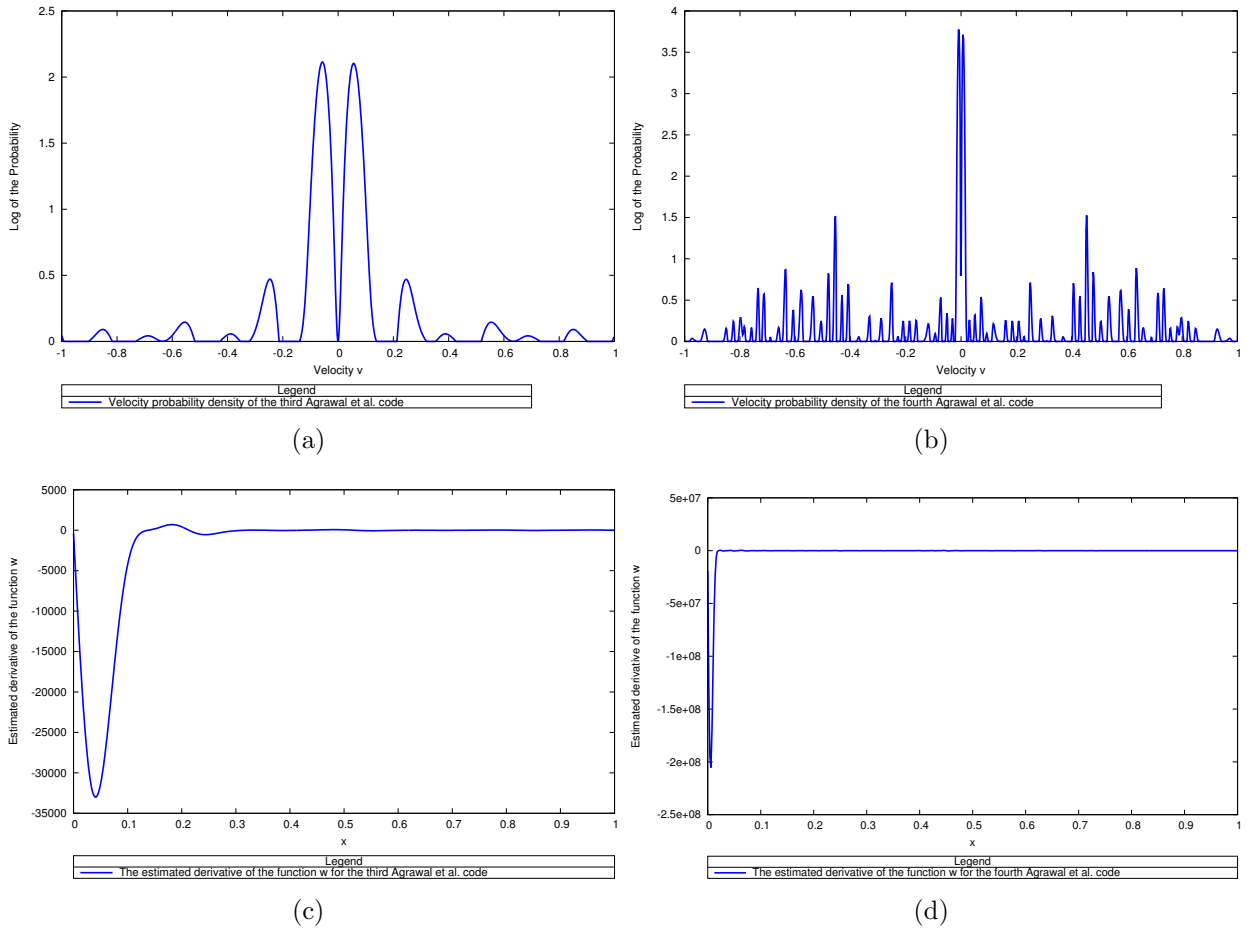 2.5
2
1.5
1
0.5
0
-1 -0.8 -0.6 -0.4 -0.2 0 0.2 0.4 0.6 0.8 1
Log of the Probability
Velocity v
Legend
Velocity probability density of the third Agrawal et al. code
(a)
4
3.5
3
2.5
2
1.5
1
0.5
0
-1 -0.8 -0.6 -0.4 -0.2 0 0.2 0.4 0.6 0.8 1
Log of the Probability
Velocity v
Legend
Velocity probability density of the fourth Agrawal et al. code
(b)
5000
0
-5000
-10000
-15000
-20000
-25000
-30000
-35000
0 0.1 0.2 0.3 0.4 0.5 0.6 0.7 0.8 0.9 1
Estimated derivative of the function w
x
Legend
The estimated derivative of the function w for the third Agrawal et al. code
(c)
5e+07
0
-5e+07
-1e+08
-1.5e+08
-2e+08
-2.5e+08
0 0.1 0.2 0.3 0.4 0.5 0.6 0.7 0.8 0.9 1
Estimated derivative of the function w
x
Legend
The estimated derivative of the function w for the fourth Agrawal et al. code
(d)